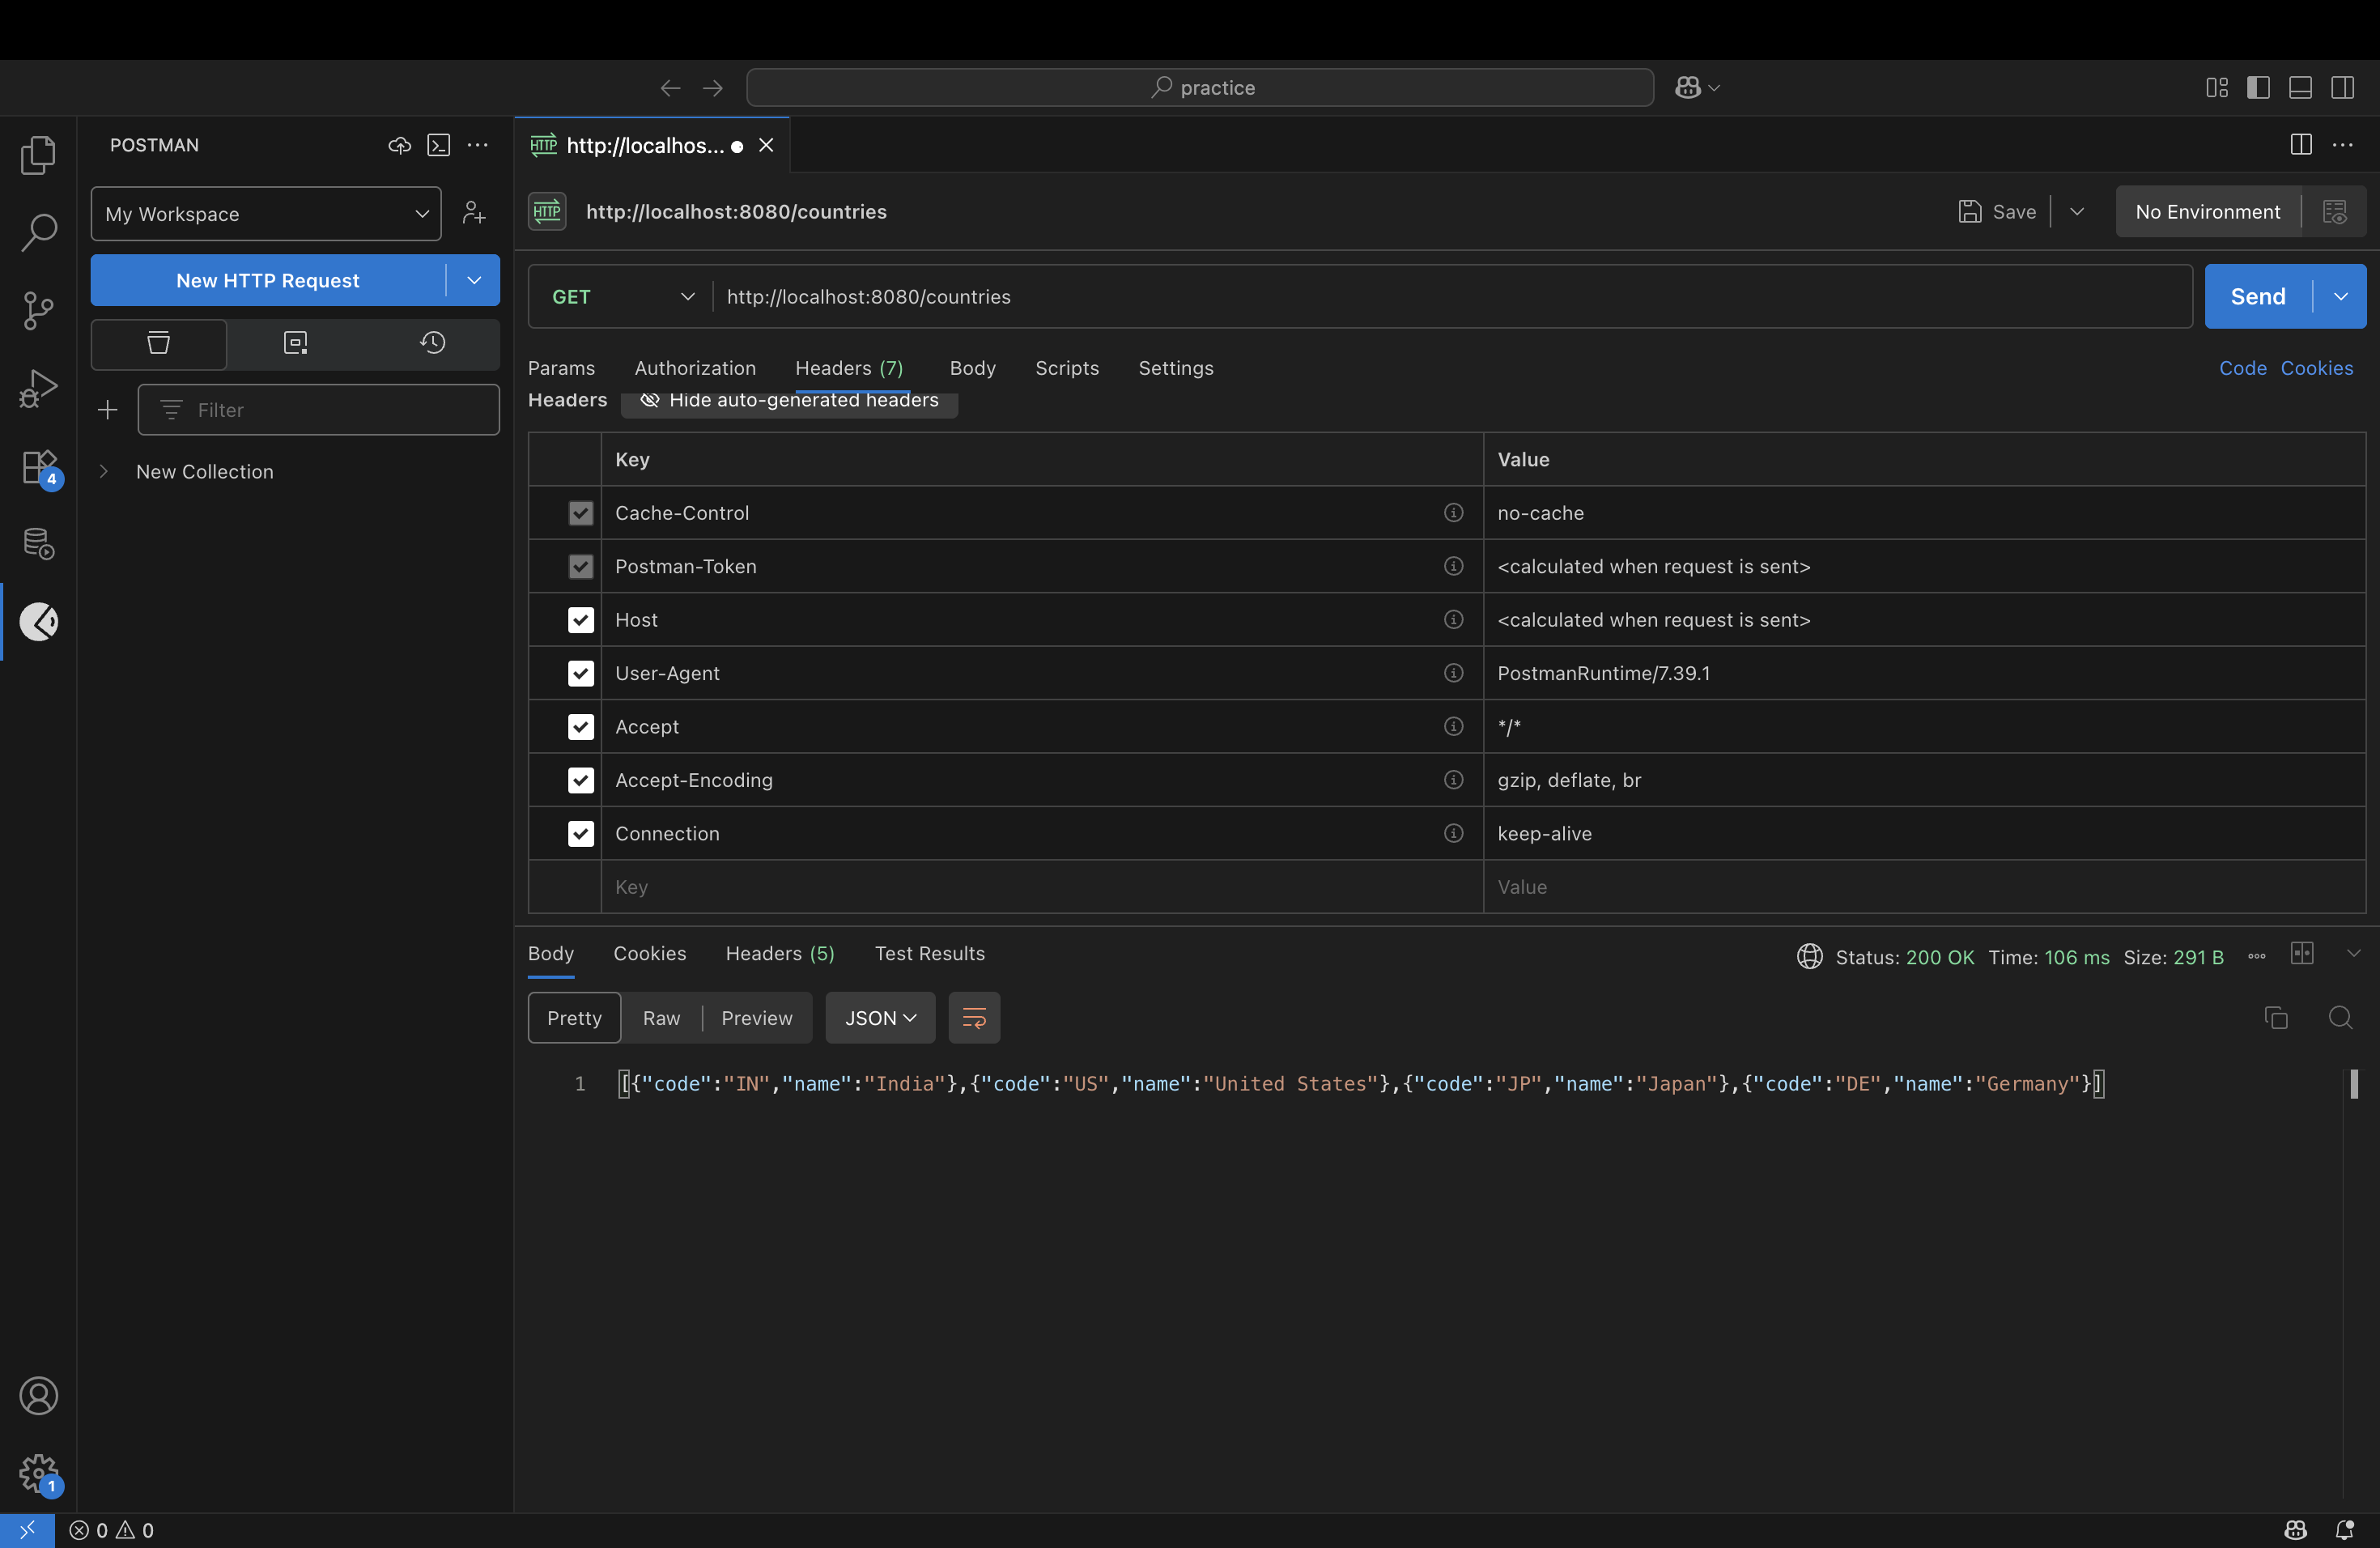 practice
POSTMAN
My Workspace
New HTTP Request
Filter
New Collection
4
1
HTTP http://localhos...
HTTP http://localhost:8080/countries
Save
No Environment
GET http://localhost:8080/countries
Send
Params Authorization Headers (7) Body Scripts Settings
Code Cookies
Headers Hide auto-generated headers
Key Value
Cache-Control no-cache
Postman-Token <calculated when request is sent>
Host <calculated when request is sent>
User-Agent PostmanRuntime/7.39.1
Accept */*
Accept-Encoding gzip, deflate, br
Connection keep-alive
Key Value
Body Cookies Headers (5) Test Results
Status: 200 OK Time: 106 ms Size: 291 B
Pretty Raw Preview JSON
1 [{"code":"IN","name":"India"},{"code":"US","name":"United States"},{"code":"JP","name":"Japan"},{"code":"DE","name":"Germany"}]
0 0